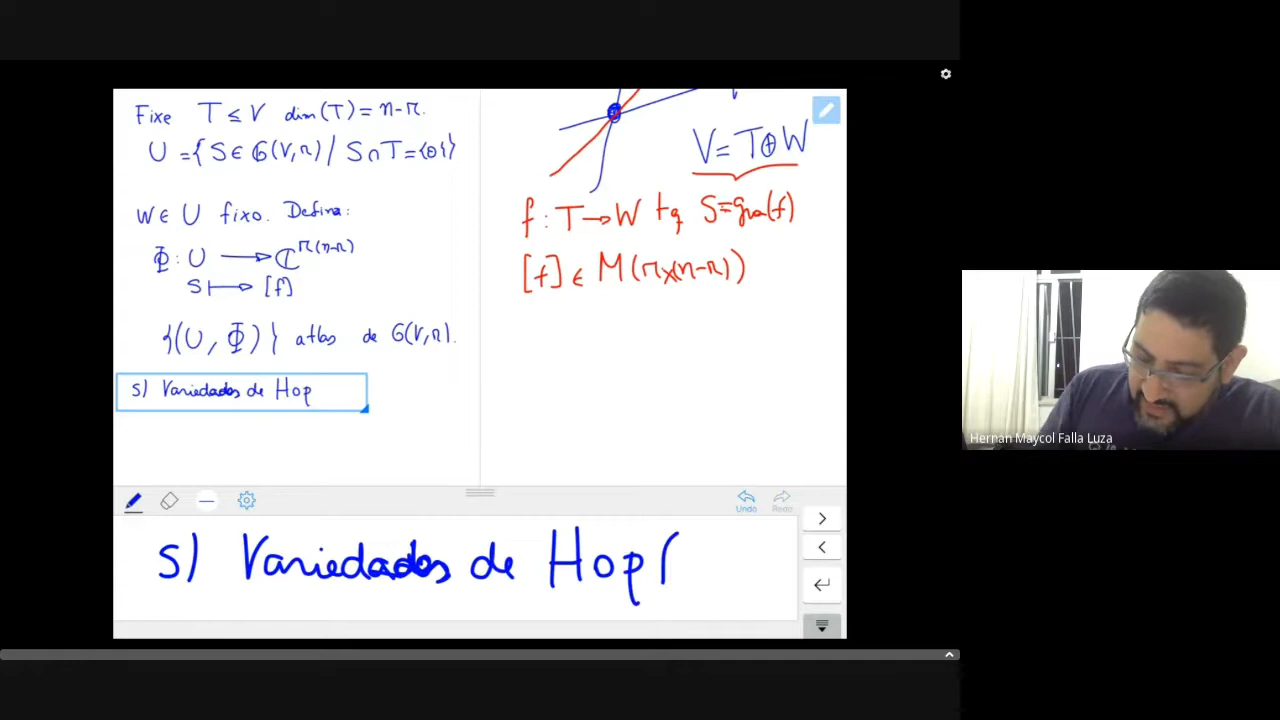 Fixe T ≤ V dim(T) = n-r.
U = { S ∈ G(V,r) / S∩T = {0} }
W ∈ U fixo. Defina:
Φ : U → ℂ^{r(n-r)}
S ↦ [f]
{(U, Φ)} atlas de G(V,r).
5) Variedades de Hop
V = T⊕W
f : T → W tq S = gra(f)
[f] ∈ M(r×(n-r))
Undo
Redo
5) Variedades de Hop
Hernan Maycol Falla Luza